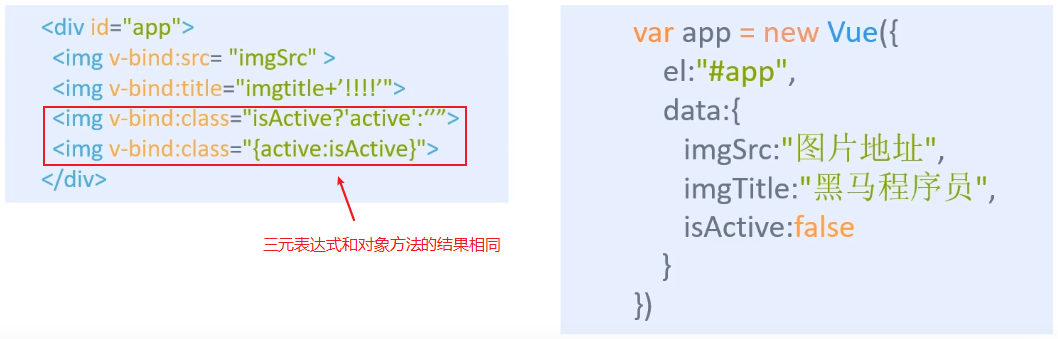 <div id="app">
<img v-bind:src= "imgSrc" >
<img v-bind:title="imgtitle+’!!!!’">
<img v-bind:class="isActive?'active':“”>
<img v-bind:class="{active:isActive}">
</div>
三元表达式和对象方法的结果相同
var app = new Vue({
el:"#app",
data:{
imgSrc:"图片地址",
imgTitle:"黑马程序员",
isActive:false
}
})